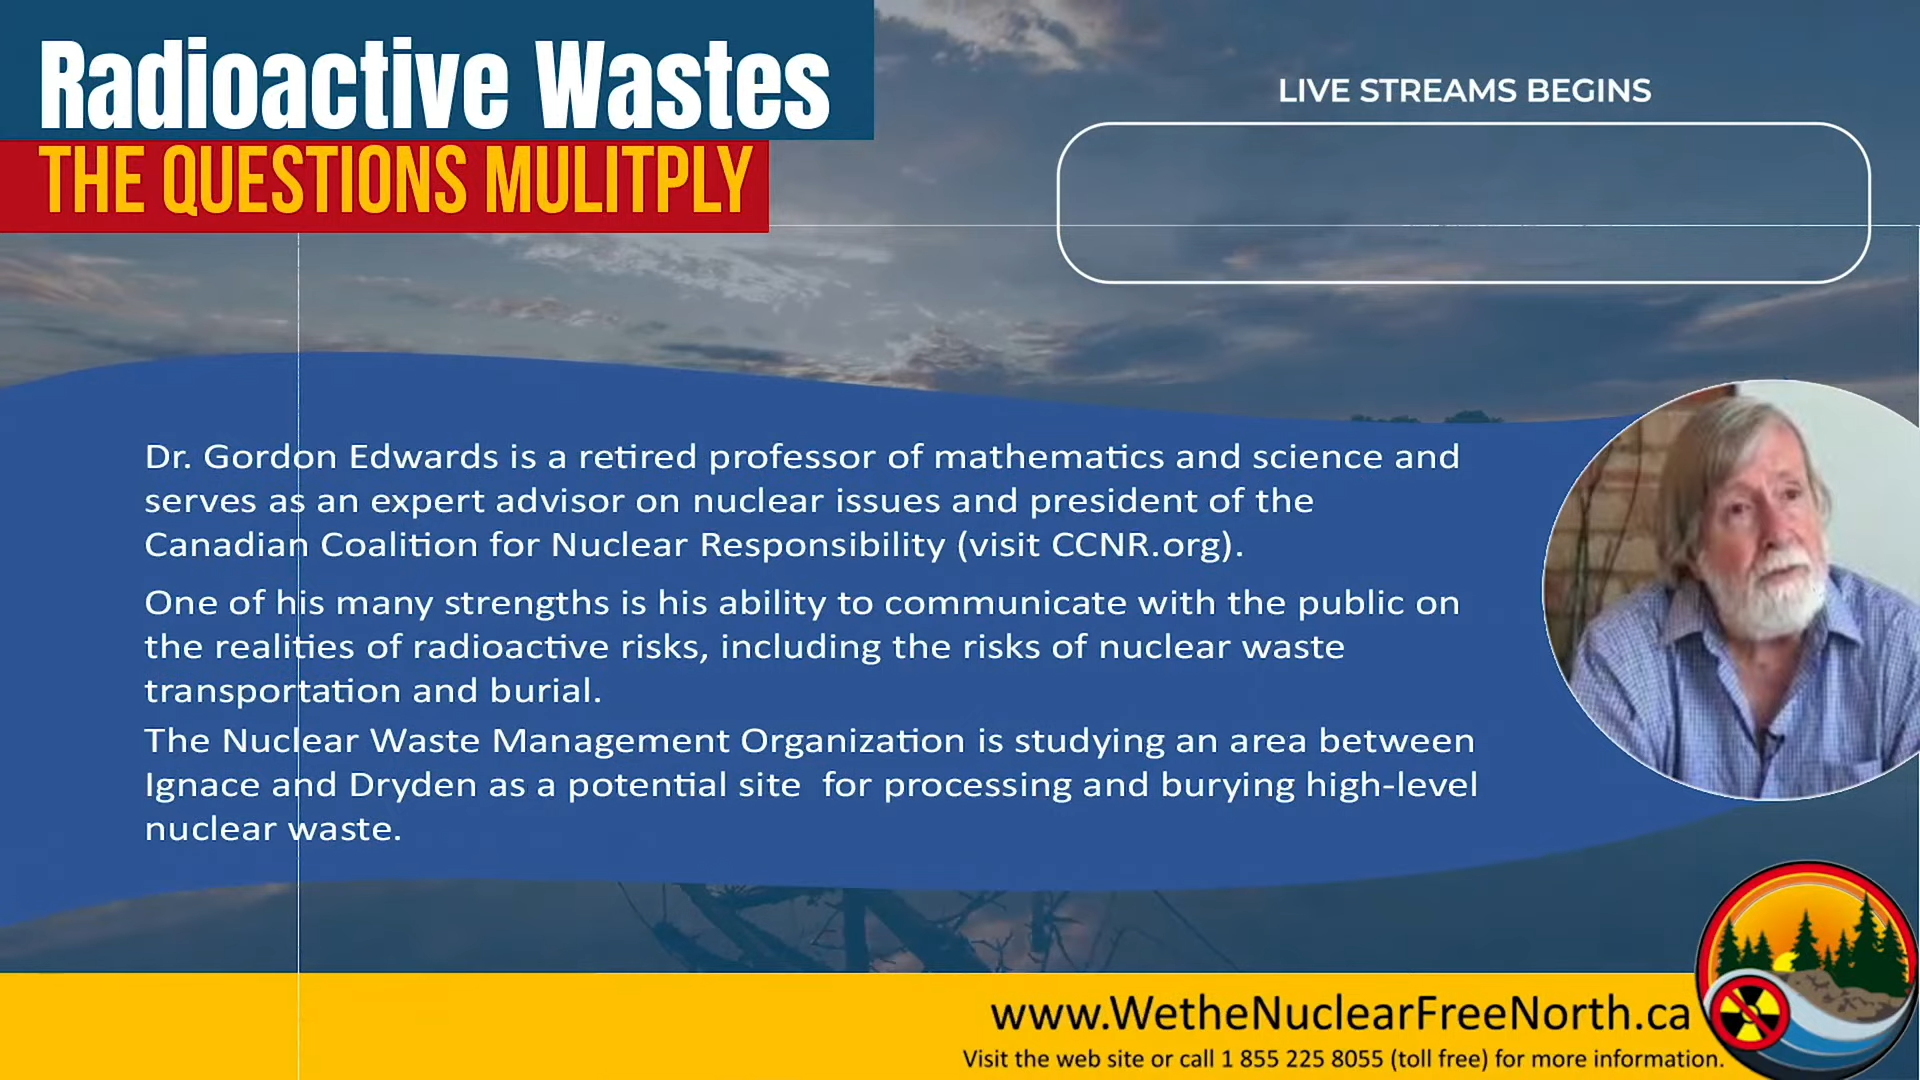 Radioactive Wastes
THE QUESTIONS MULITPLY
LIVE STREAMS BEGINS
Dr. Gordon Edwards is a retired professor of mathematics and science and
serves as an expert advisor on nuclear issues and president of the
Canadian Coalition for Nuclear Responsibility (visit CCNR.org).
One of his many strengths is his ability to communicate with the public on
the realities of radioactive risks, including the risks of nuclear waste
transportation and burial.
The Nuclear Waste Management Organization is studying an area between
Ignace and Dryden as a potential site  for processing and burying high-level
nuclear waste.
www.WetheNuclearFreeNorth.ca
Visit the web site or call 1 855 225 8055 (toll free) for more information.